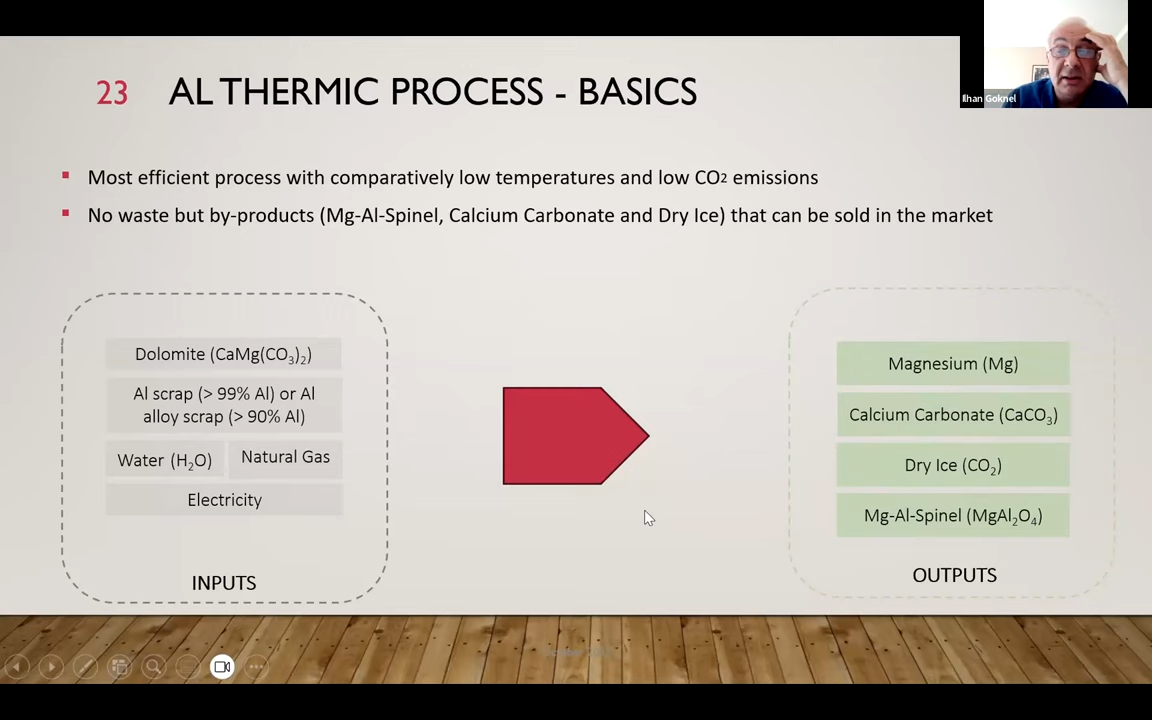 23 AL THERMIC PROCESS - BASICS
Ilhan Goknel
Most efficient process with comparatively low temperatures and low CO2 emissions
No waste but by-products (Mg-Al-Spinel, Calcium Carbonate and Dry Ice) that can be sold in the market
Dolomite (CaMg(CO₃)₂)
Al scrap (> 99% Al) or Al
alloy scrap (> 90% Al)
Water (H₂O)
Natural Gas
Electricity
INPUTS
Magnesium (Mg)
Calcium Carbonate (CaCO₃)
Dry Ice (CO₂)
Mg-Al-Spinel (MgAl₂O₄)
OUTPUTS